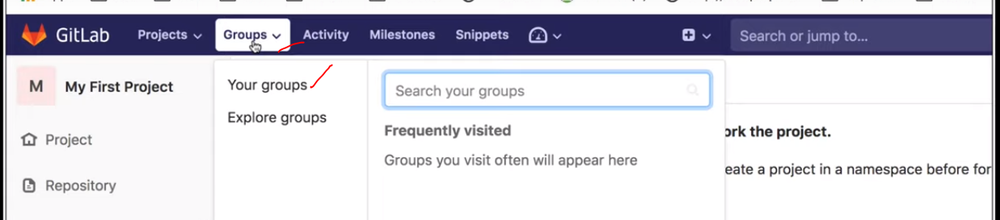 GitLab Projects Groups Activity Milestones Snippets Search or jump to...
M My First Project
Your groups
Search your groups
Explore groups
Frequently visited
Groups you visit often will appear here
ork the project.
eate a project in a namespace before for
Project
Repository